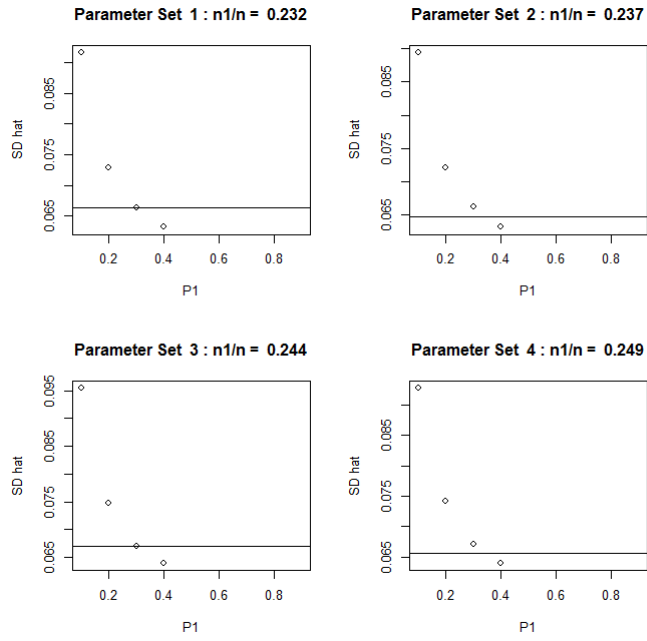 Parameter Set 1 : n1/n = 0.232
SD hat
0.085
0.075
0.065
0.2 0.4 0.6 0.8
P1
Parameter Set 2 : n1/n = 0.237
SD hat
0.085
0.075
0.065
0.2 0.4 0.6 0.8
P1
Parameter Set 3 : n1/n = 0.244
SD hat
0.095
0.085
0.075
0.065
0.2 0.4 0.6 0.8
P1
Parameter Set 4 : n1/n = 0.249
SD hat
0.085
0.075
0.065
0.2 0.4 0.6 0.8
P1